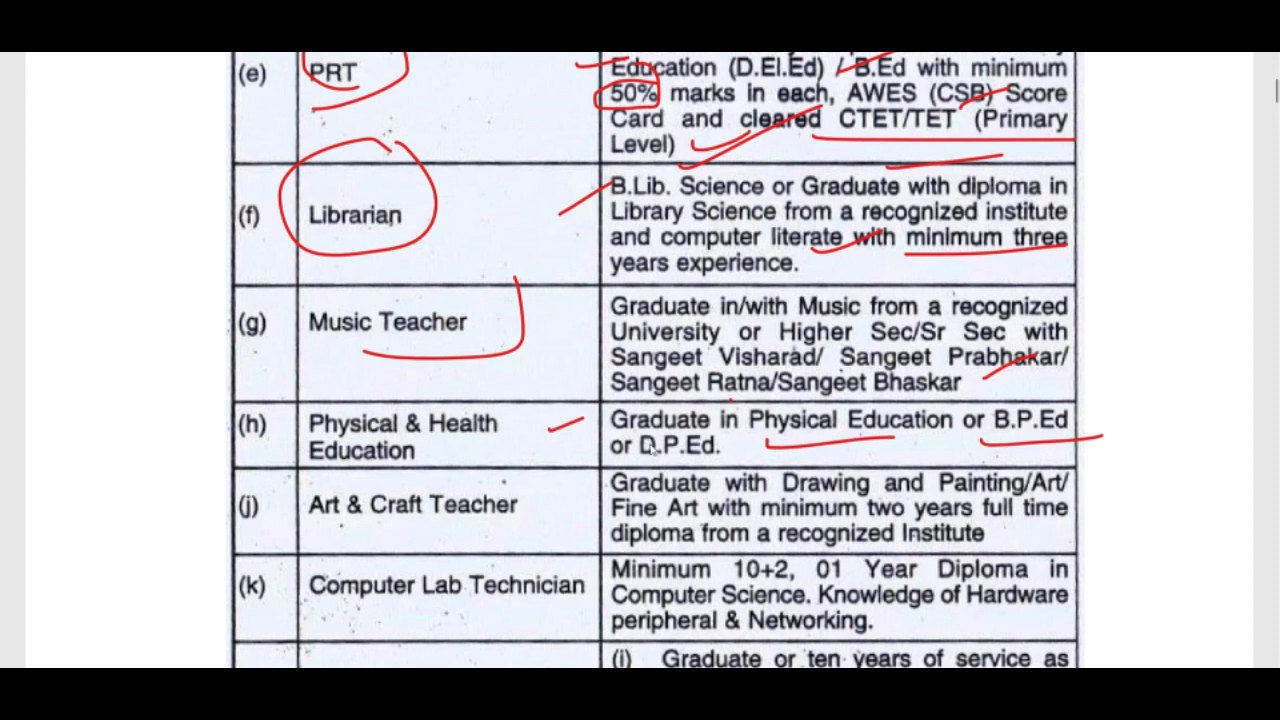 (e) PRT
Education (D.El.Ed) / B.Ed with minimum
50% marks in each, AWES (CSB) Score
Card and cleared CTET/TET (Primary
Level)
(f) Librarian
B.Lib. Science or Graduate with diploma in
Library Science from a recognized institute
and computer literate with minimum three
years experience.
(g) Music Teacher
Graduate in/with Music from a recognized
University or Higher Sec/Sr Sec with
Sangeet Visharad/ Sangeet Prabhakar/
Sangeet Ratna/Sangeet Bhaskar
(h) Physical & Health
Education
Graduate in Physical Education or B.P.Ed
or D.P.Ed.
(j) Art & Craft Teacher
Graduate with Drawing and Painting/Art/
Fine Art with minimum two years full time
diploma from a recognized Institute
(k) Computer Lab Technician
Minimum 10+2, 01 Year Diploma in
Computer Science. Knowledge of Hardware
peripheral & Networking.
(i) Graduate or ten years of service as